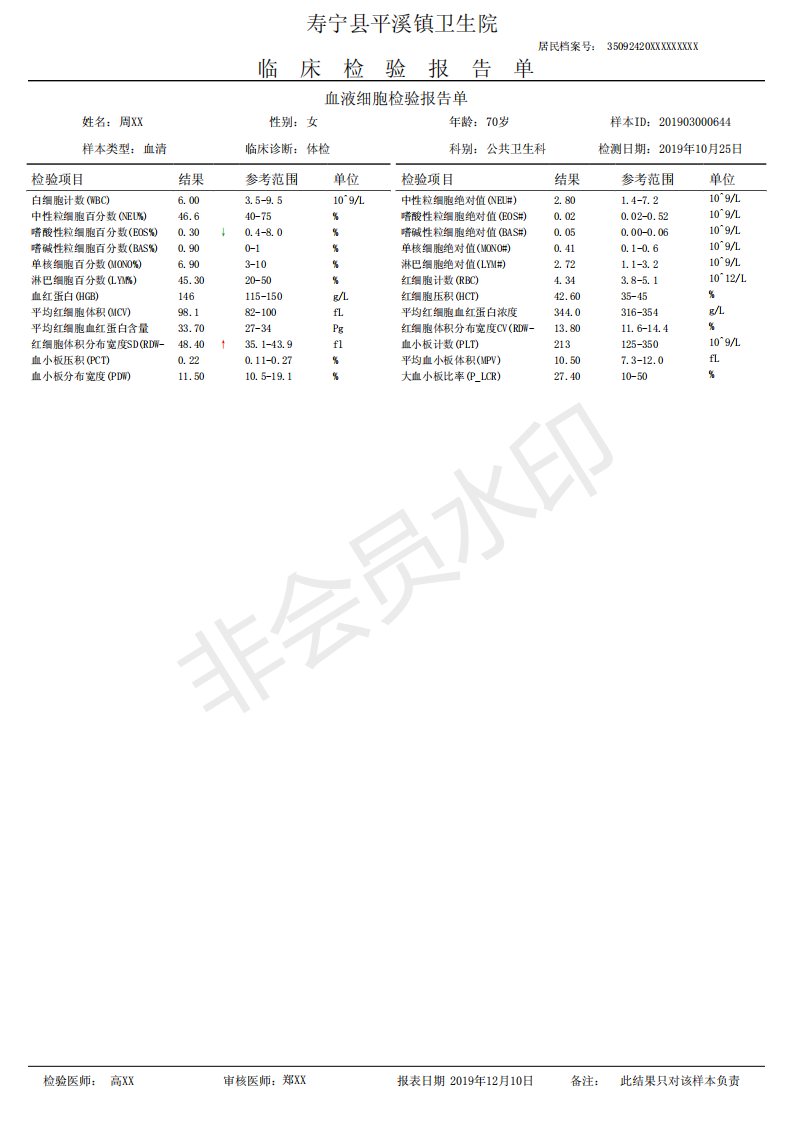 寿宁县平溪镇卫生院
居民档案号： 35092420XXXXXXXXX
临 床 检 验 报 告 单
血液细胞检验报告单
姓名：周XX 性别：女 年龄：70岁 样本ID：201903000644
样本类型：血清 临床诊断：体检 科别：公共卫生科 检测日期：2019年10月25日
检验项目 结果 参考范围 单位 检验项目 结果 参考范围 单位
白细胞计数(WBC) 6.00 3.5-9.5 10^9/L 中性粒细胞绝对值(NEU#) 2.80 1.4-7.2 10^9/L
中性粒细胞百分数(NEU%) 46.6 40-75 % 嗜酸性粒细胞绝对值(EOS#) 0.02 0.02-0.52 10^9/L
嗜酸性粒细胞百分数(EOS%) 0.30 ↓ 0.4-8.0 % 嗜碱性粒细胞绝对值(BAS#) 0.05 0.00-0.06 10^9/L
嗜碱性粒细胞百分数(BAS%) 0.90 0-1 % 单核细胞绝对值(MONO#) 0.41 0.1-0.6 10^9/L
单核细胞百分数(MONO%) 6.90 3-10 % 淋巴细胞绝对值(LYM#) 2.72 1.1-3.2 10^9/L
淋巴细胞百分数(LYM%) 45.30 20-50 % 红细胞计数(RBC) 4.34 3.8-5.1 10^12/L
血红蛋白(HGB) 146 115-150 g/L 红细胞压积(HCT) 42.60 35-45 %
平均红细胞体积(MCV) 98.1 82-100 fL 平均红细胞血红蛋白浓度 344.0 316-354 g/L
平均红细胞血红蛋白含量 33.70 27-34 Pg 红细胞体积分布宽度CV(RDW- 13.80 11.6-14.4 %
红细胞体积分布宽度SD(RDW- 48.40 ↑ 35.1-43.9 fl 血小板计数(PLT) 213 125-350 10^9/L
血小板压积(PCT) 0.22 0.11-0.27 % 平均血小板体积(MPV) 10.50 7.3-12.0 fL
血小板分布宽度(PDW) 11.50 10.5-19.1 % 大血小板比率(P_LCR) 27.40 10-50 %
非会员水印
检验医师： 高XX 审核医师：郑XX 报表日期 2019年12月10日 备注： 此结果只对该样本负责